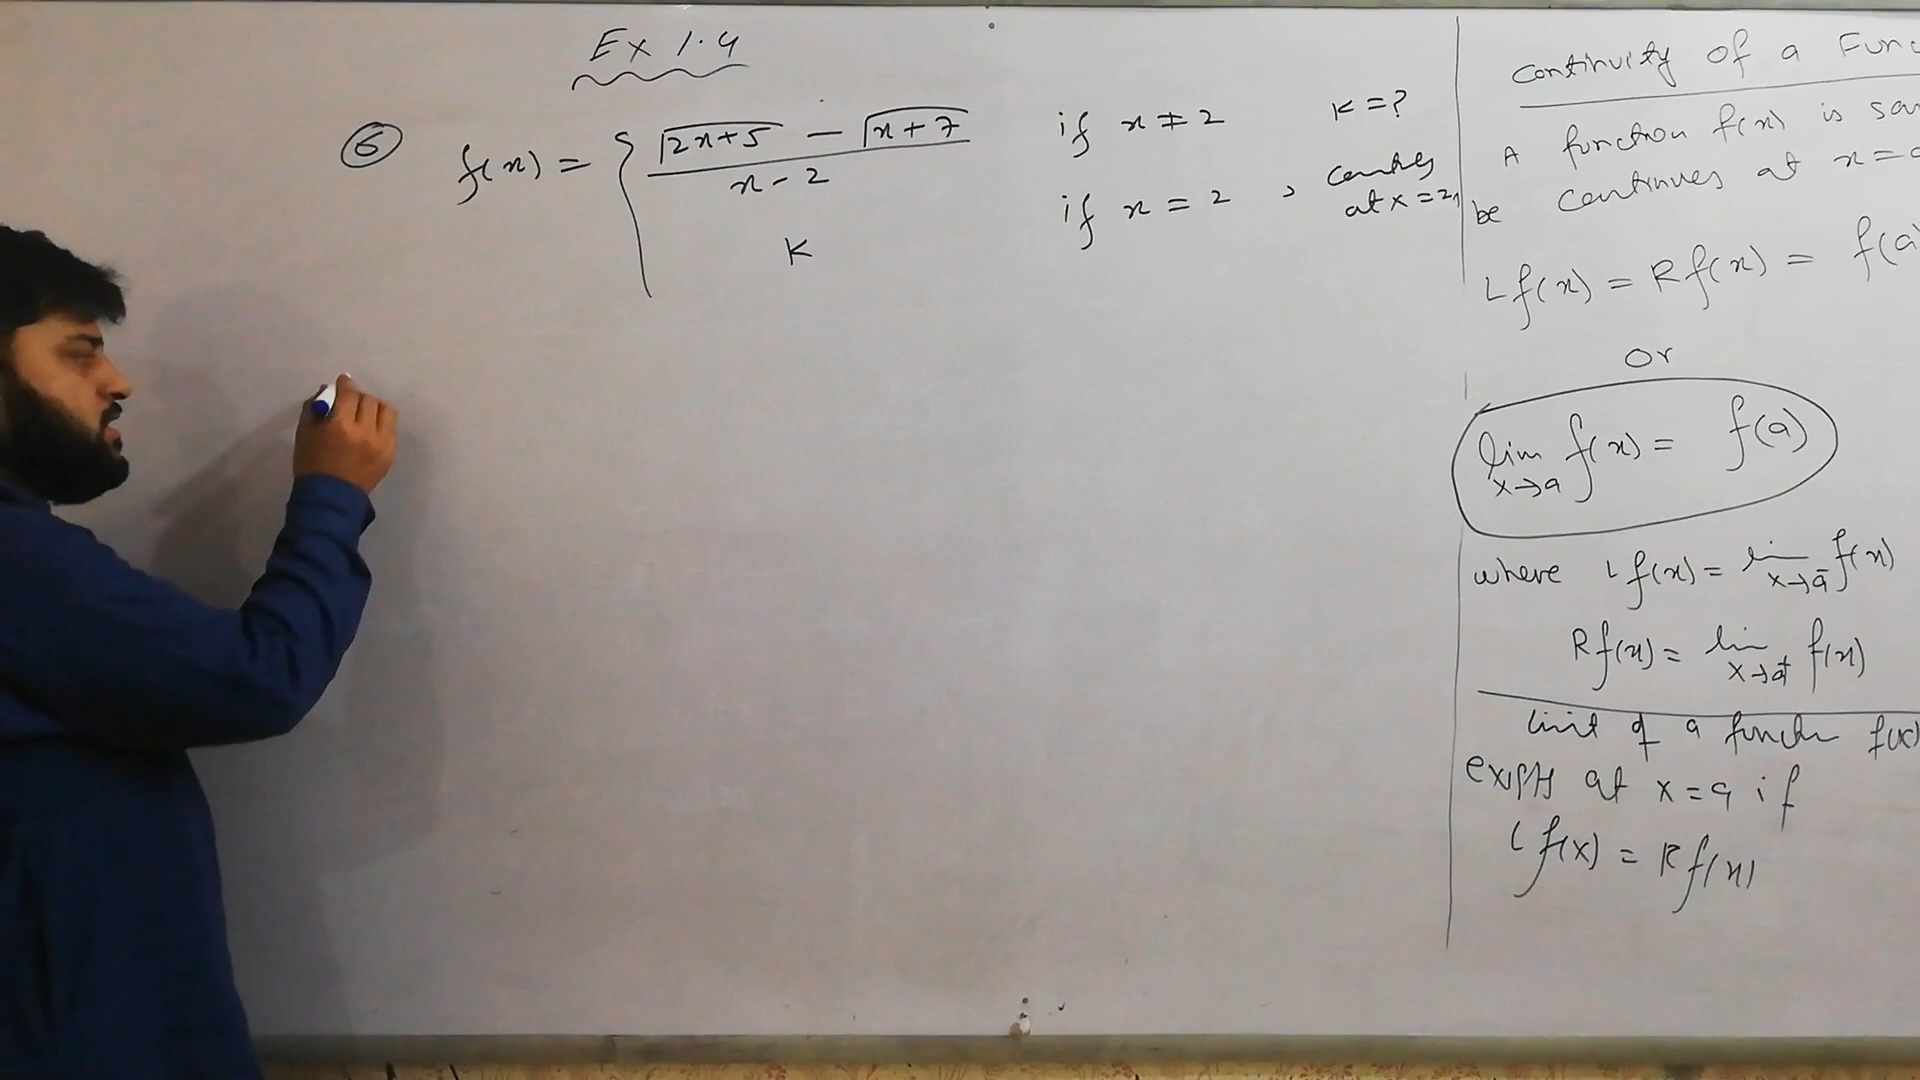 Ex 1.4
⑥ f(x) = { √2x+5 − √x+7 if x ≠ 2 K = ?
x - 2
if x = 2 ,
at x = 2,
K
Continuity of a Func
A function f(x) is
be continues at x = a
Lf(x) = Rf(x) = f(a)
Or
lim f(x) = f(a)
x→a
where Lf(x) = lim f(x)
x→a⁻
Rf(x) = lim f(x)
x→a⁺
limit of a function f(x)
exists at x = a if
Lf(x) = Rf(x)